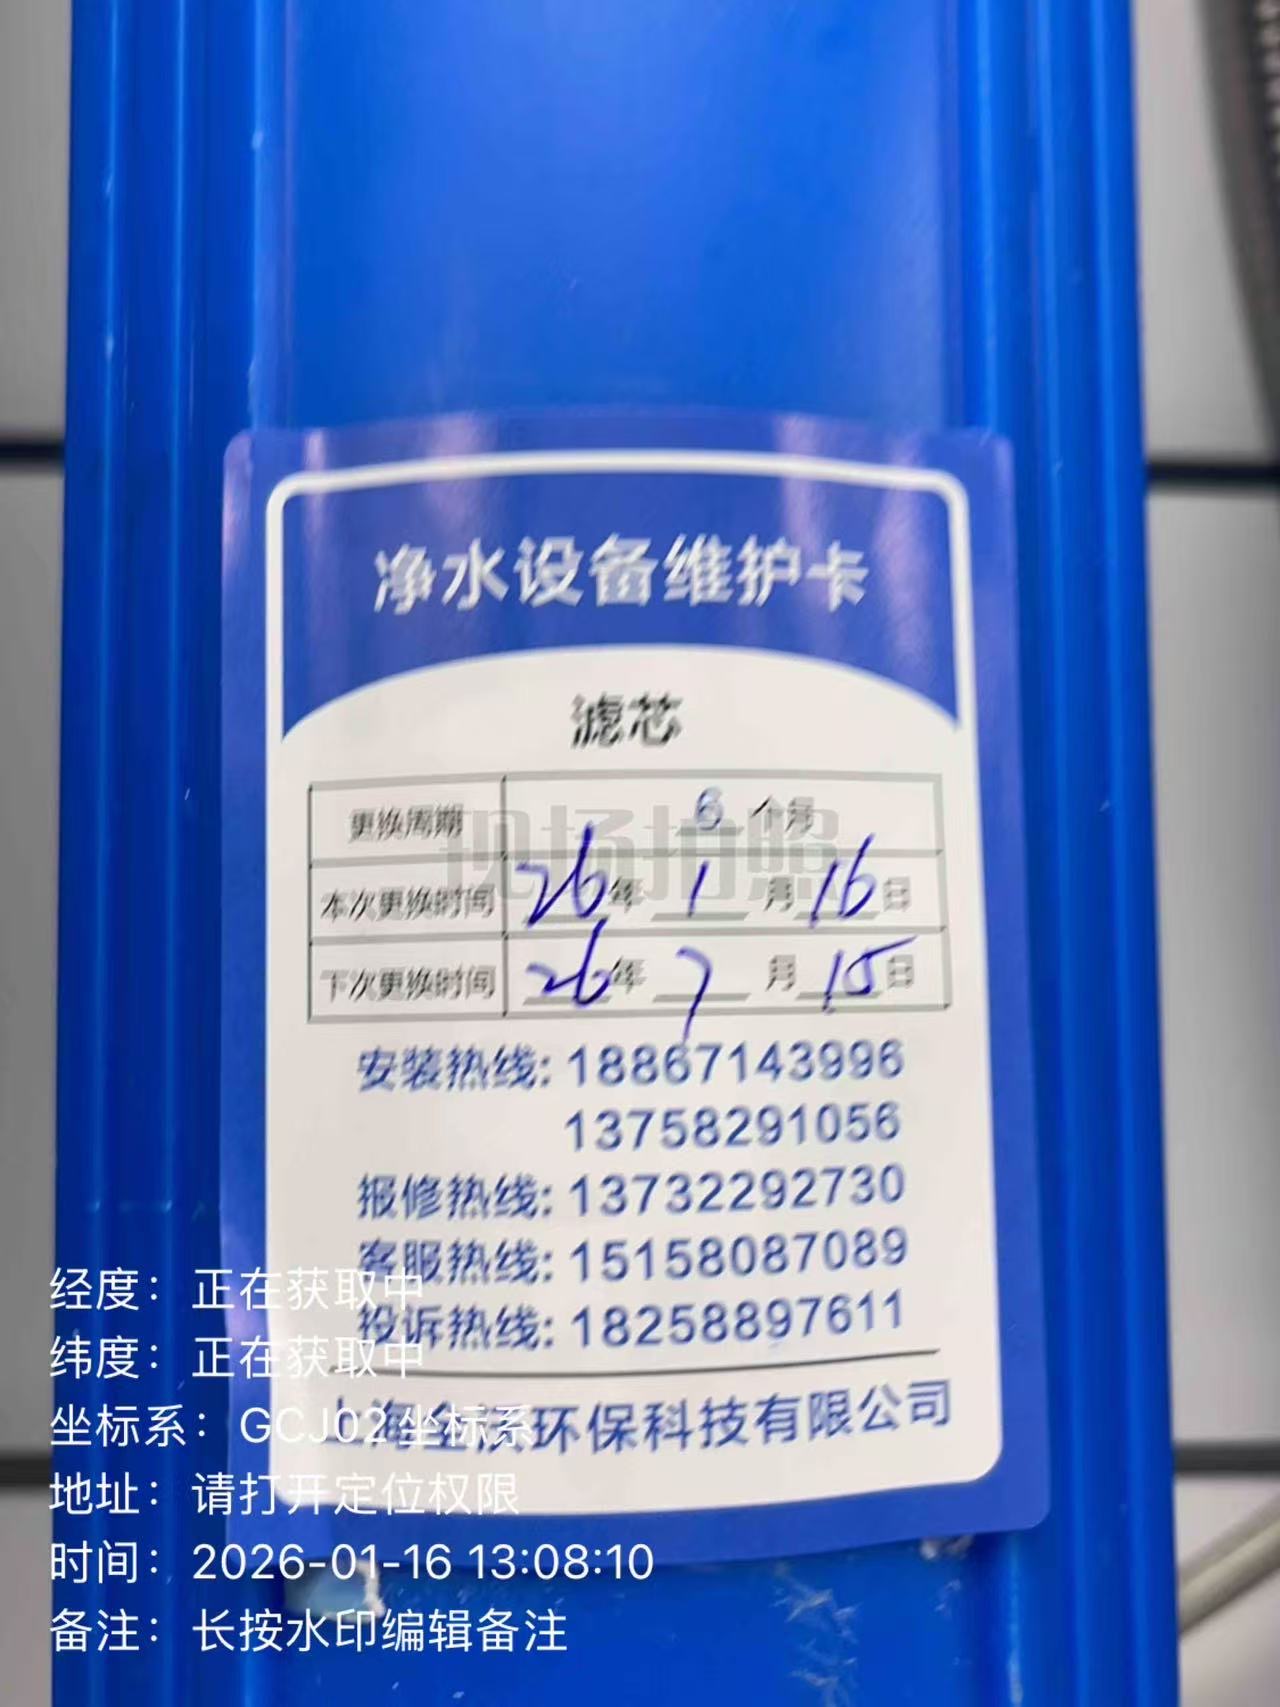 净水设备维护卡
滤芯
更换周期 6 个月
现场拍照
本次更换时间 26年 1 月 16 日
下次更换时间 26年 7 月 15 日
安装热线: 18867143996
13758291056
报修热线: 13732292730
客服热线: 15158087089
投诉热线: 18258897611
上海 环保科技有限公司
经度: 正在获取中
纬度: 正在获取中
坐标系: GCJ02坐标系
地址: 请打开定位权限
时间: 2026-01-16 13:08:10
备注: 长按水印编辑备注